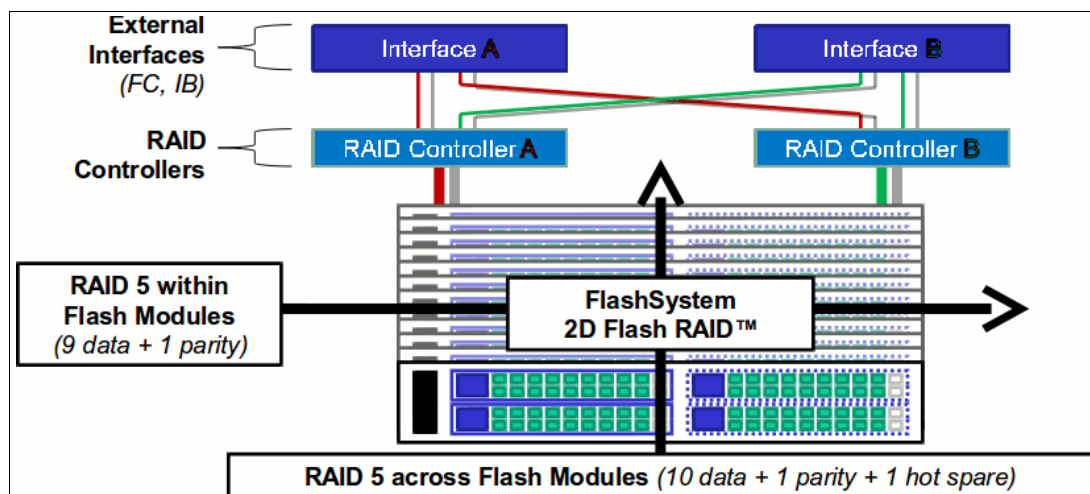 External
Interfaces
(FC, IB)
Interface A
Interface B
RAID
Controllers
RAID Controller A
RAID Controller B
RAID 5 within
Flash Modules
(9 data + 1 parity)
FlashSystem
2D Flash RAID™
RAID 5 across Flash Modules (10 data + 1 parity + 1 hot spare)